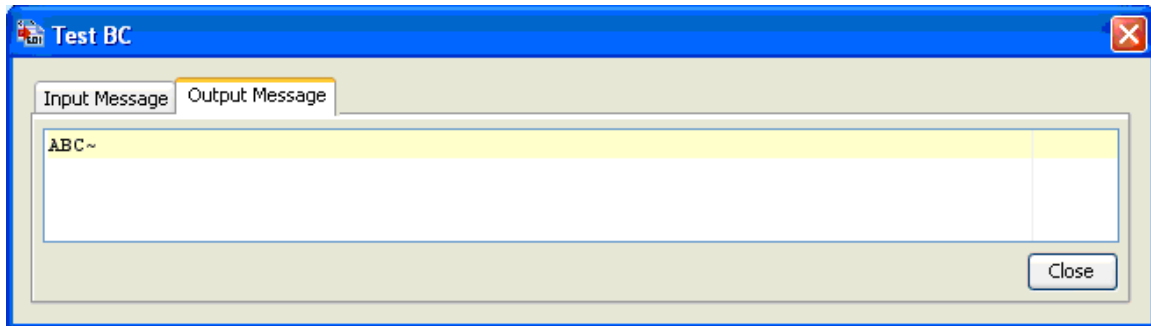 Test BC
Input Message Output Message
ABC~
Close